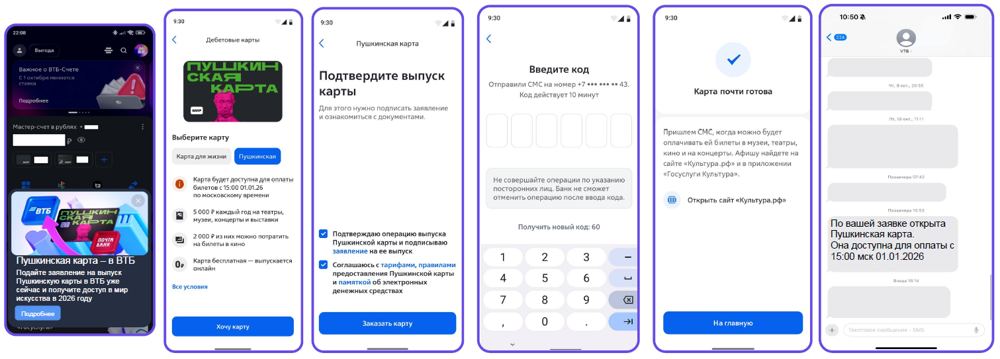 22:08
Выгода
Важное о ВТБ-Счете
С 1 октября меняется
ставка
Подробнее
Мастер-счет в рублях •
₽
МИР
МИР
t2
ВТБ
ПУШКИН
СКАЯ
КАРТА
ПОЧТА
БАНК
Пушкинская карта – в ВТБ
Подайте заявление на выпуск
Пушкинскую карты в ВТБ уже
сейчас и получите доступ в мир
искусства в 2026 году
Подробнее
«Госуслуги»
9:30
Дебетовые карты
ПУШКИН
СКАЯ
КАРТА
МИР
Выберите карту
Карта для жизни
Пушкинская
Карта будет доступна для оплаты
билетов с 15:00 01.01.26
по московскому времени
5 000 ₽ каждый год на театры,
музеи, концерты и выставки
2 000 ₽ из них можно потратить
на билеты в кино
0₽
Карта бесплатная — выпускается
онлайн
Все условия
Хочу карту
9:30
Пушкинская карта
Подтвердите выпуск
карты
Для этого нужно подписать заявление
и ознакомиться с документами.
Подтверждаю операцию выпуска
Пушкинской карты и подписываю
заявление на ее выпуск
Соглашаюсь с тарифами, правилами
предоставления Пушкинской карты
и памяткой об электронных
денежных средствах
Заказать карту
9:30
Введите код
Отправили СМС на номер +7 ••• ••• •• 43.
Код действует 10 минут
Не совершайте операции по указанию
посторонних лиц. Банк не сможет
отменить операцию после ввода кода.
Получить новый код: 60
1 2 3 –
4 5 6
7 8 9
, 0 .
9:30
Карта почти готова
Пришлем СМС, когда можно будет
оплачивать ей билеты в музеи, театры,
кино и на концерты. Афишу найдете на
сайте «Культура.рф» и в приложении
«Госуслуги Культура».
Открыть сайт «Культура.рф»
На главную
10:50
224
VTB
Чт, 9 окт., 20:55
Пт, 10 окт., 11:11
Позавчера 07:42
Позавчера 15:53
По вашей заявке открыта
Пушкинская карта.
Она доступна для оплаты с
15:00 мск 01.01.2026
Вчера 18:14
Текстовое сообщение • SMS